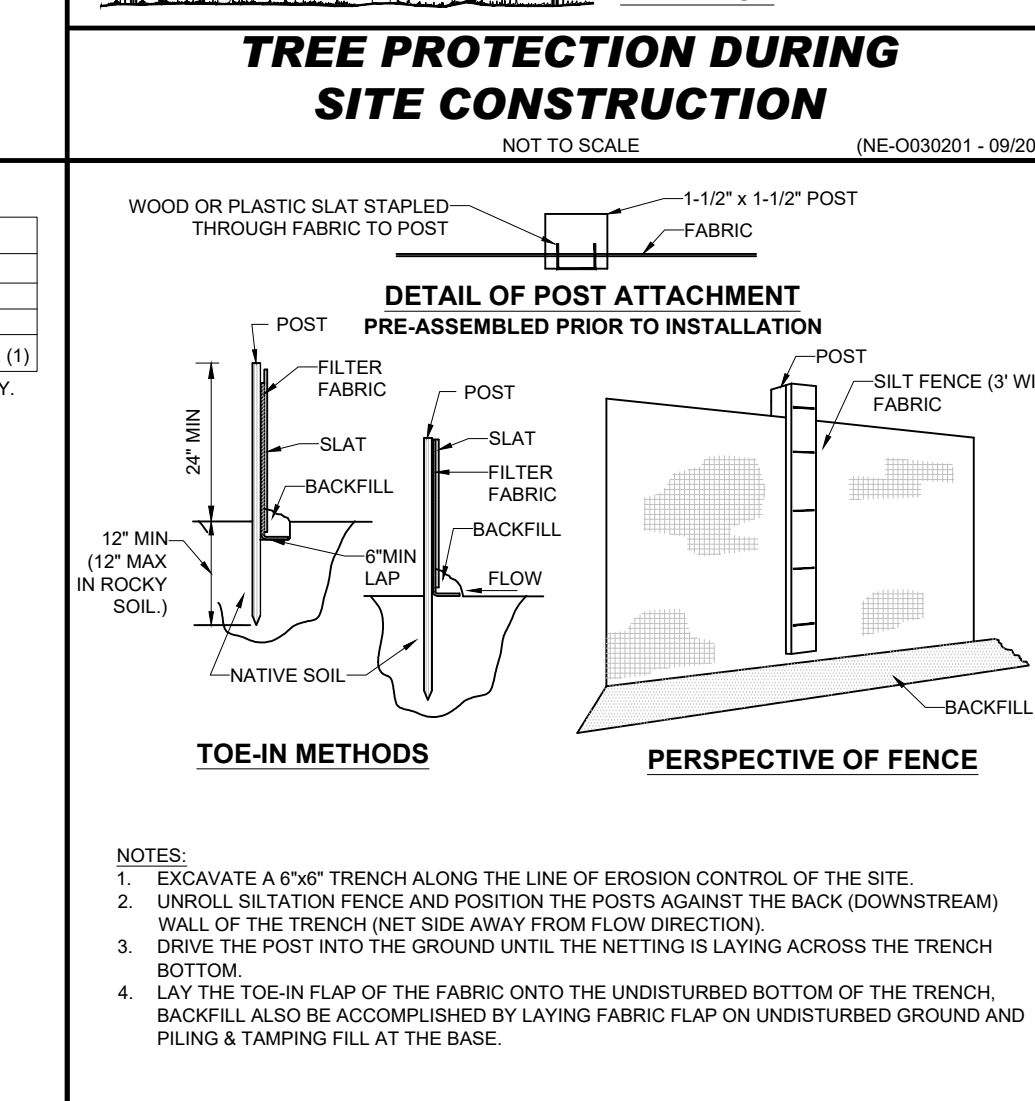 TREE PROTECTION DURING
SITE CONSTRUCTION
NOT TO SCALE
(NE-O030201 - 09/20
(1)
Y.
WOOD OR PLASTIC SLAT STAPLED
THROUGH FABRIC TO POST
1-1/2" x 1-1/2" POST
FABRIC
DETAIL OF POST ATTACHMENT
PRE-ASSEMBLED PRIOR TO INSTALLATION
POST
FILTER
FABRIC
24" MIN
SLAT
BACKFILL
12" MIN
(12" MAX
IN ROCKY
SOIL.)
6"MIN
LAP
NATIVE SOIL
POST
SLAT
FILTER
FABRIC
BACKFILL
FLOW
TOE-IN METHODS
POST
SILT FENCE (3' WI
FABRIC
BACKFILL
PERSPECTIVE OF FENCE
NOTES:
1. EXCAVATE A 6"x6" TRENCH ALONG THE LINE OF EROSION CONTROL OF THE SITE.
2. UNROLL SILTATION FENCE AND POSITION THE POSTS AGAINST THE BACK (DOWNSTREAM)
WALL OF THE TRENCH (NET SIDE AWAY FROM FLOW DIRECTION).
3. DRIVE THE POST INTO THE GROUND UNTIL THE NETTING IS LAYING ACROSS THE TRENCH
BOTTOM.
4. LAY THE TOE-IN FLAP OF THE FABRIC ONTO THE UNDISTURBED BOTTOM OF THE TRENCH,
BACKFILL ALSO BE ACCOMPLISHED BY LAYING FABRIC FLAP ON UNDISTURBED GROUND AND
PILING & TAMPING FILL AT THE BASE.